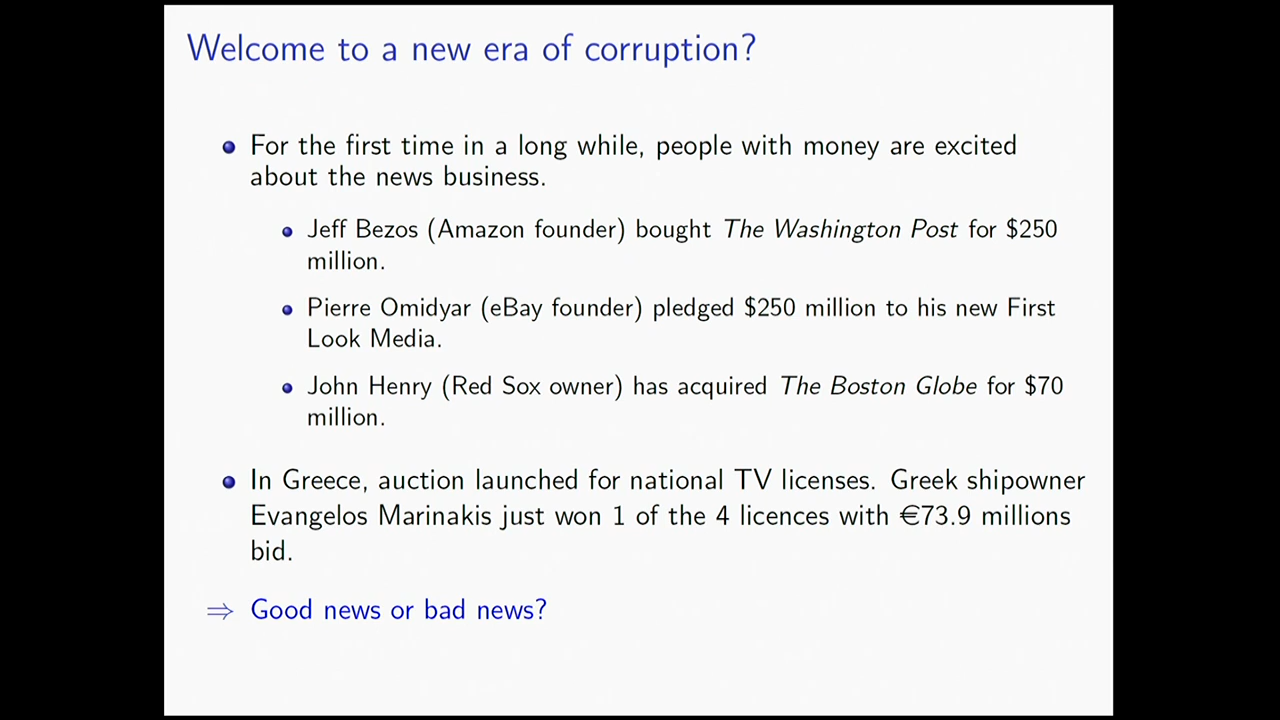 Welcome to a new era of corruption?
For the first time in a long while, people with money are excited
about the news business.
Jeff Bezos (Amazon founder) bought The Washington Post for $250
million.
Pierre Omidyar (eBay founder) pledged $250 million to his new First
Look Media.
John Henry (Red Sox owner) has acquired The Boston Globe for $70
million.
In Greece, auction launched for national TV licenses. Greek shipowner
Evangelos Marinakis just won 1 of the 4 licences with €73.9 millions
bid.
⇒ Good news or bad news?